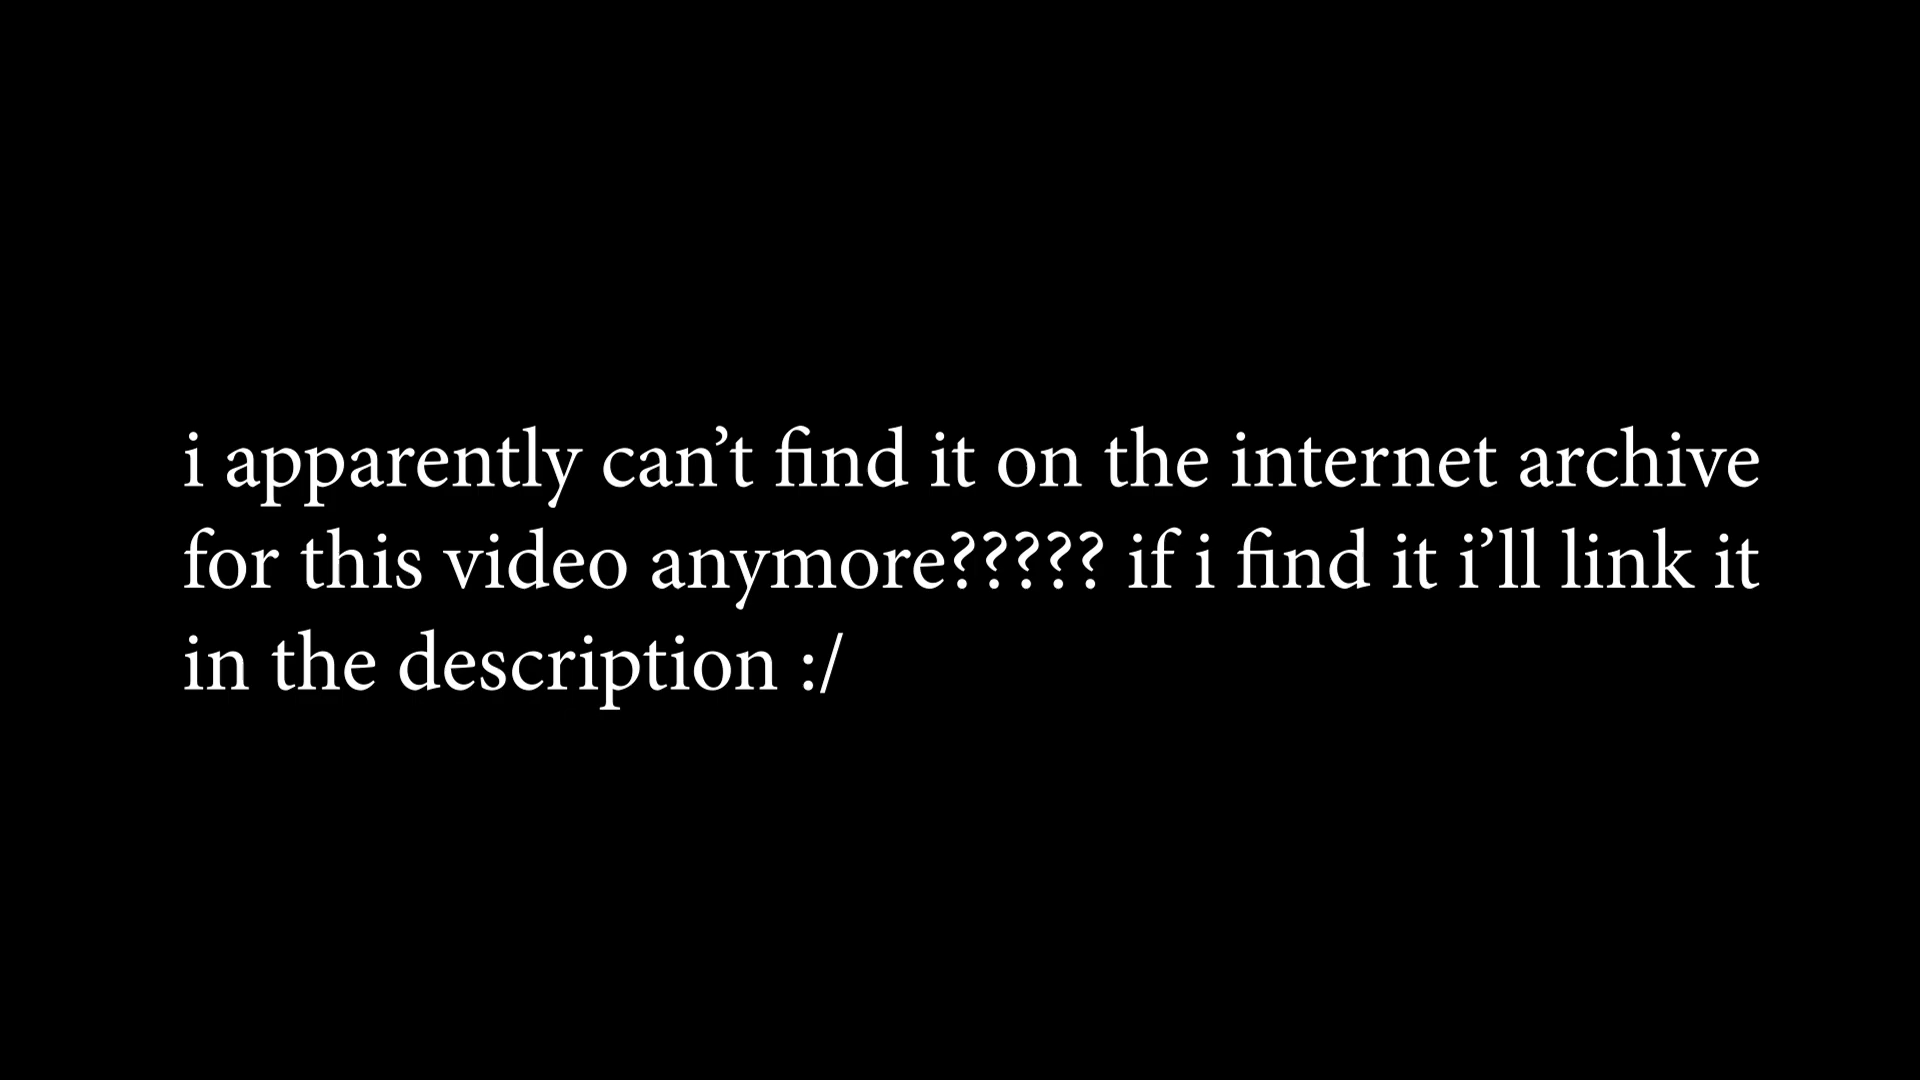 i apparently can’t find it on the internet archive
for this video anymore????? if i find it i’ll link it
in the description :/